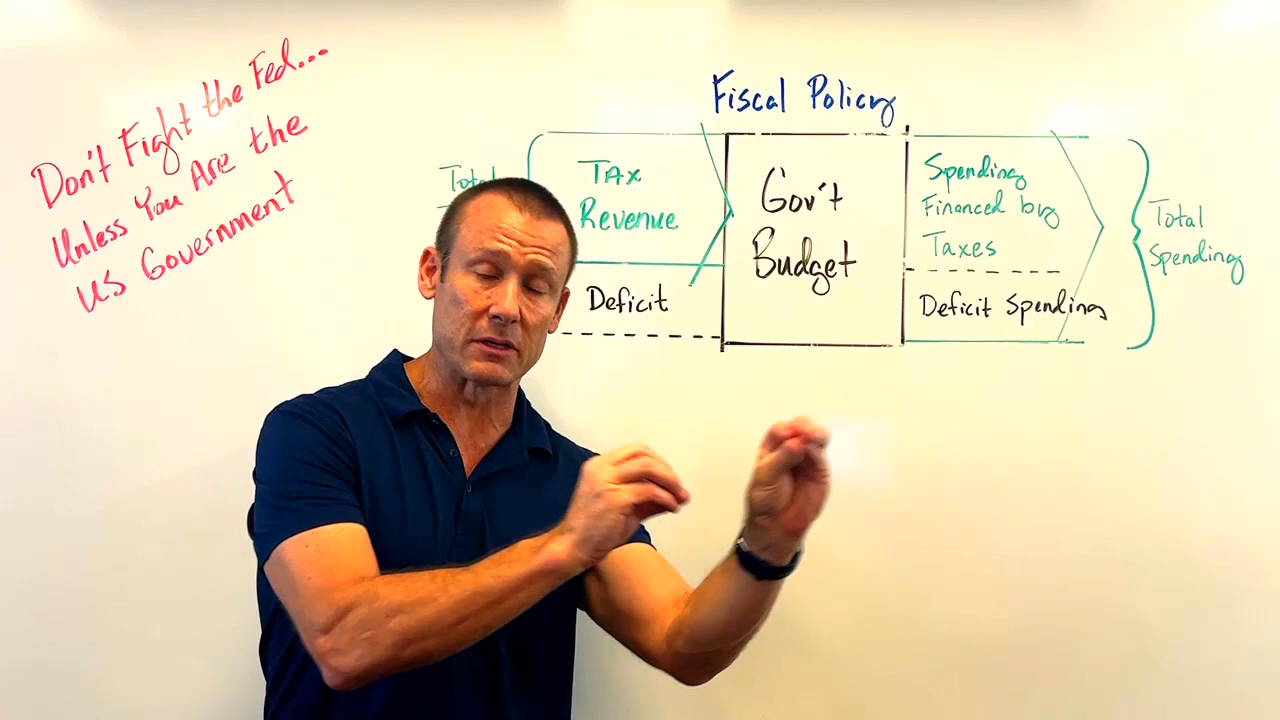 Don't Fight the Fed...
Unless You Are the
US Government
Fiscal Policy
Total
Tax
Revenue
Deficit
Gov't
Budget
Spending
Financed by
Taxes
Deficit Spending
Total
Spending